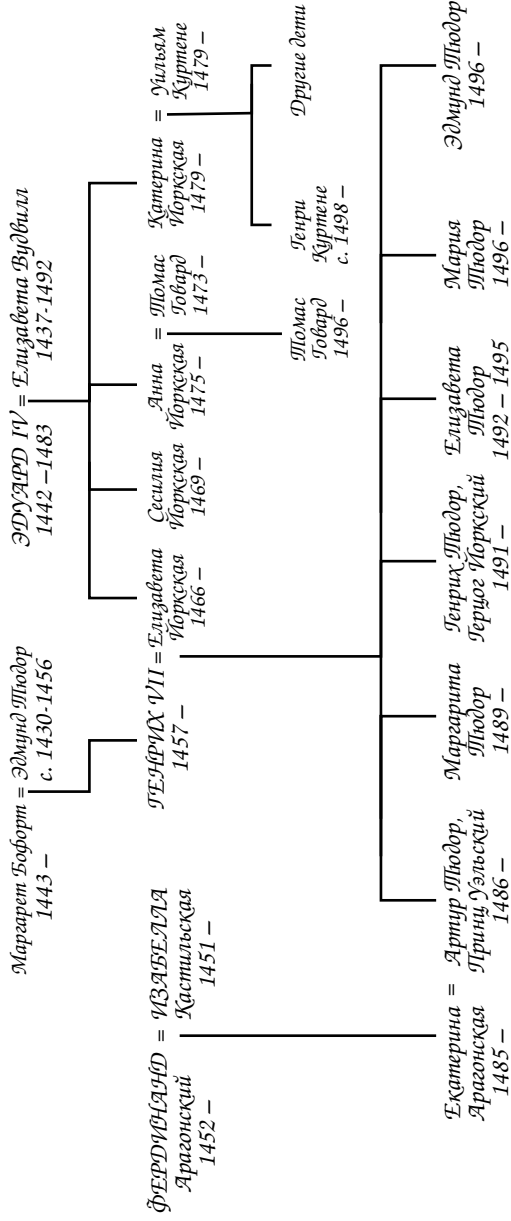 Маргарет Бофорт = Эдмунд Тюдор
1443 –
с. 1430-1456
ЭДУАРД IV = Елизавета Вудвилл
1442 –1483
1437-1492
ФЕРДИНАНД = ИЗАБЕЛЛА
Арагонский
Кастильская
1452 –
1451 –
ГЕНРИХ VII = Елизавета
Йоркская
1457 –
1466 –
Сесилия
Йоркская
1469 –
Анна
Йоркская
1475 –
= Томас
Говард
1473 –
Катерина
Йоркская
1479 –
= Уильям
Куртене
1479 –
Томас
Говард
1496 –
Генри
Куртене
с. 1498 –
Другие дети
Екатерина =
Арагонская
1485 –
Артур Тюдор,
Принц Уэльский
1486 –
Маргарита
Тюдор
1489 –
Генрих Тюдор,
Герцог Йоркский
1491 –
Елизавета
Тюдор
1492 – 1495
Мария
Тюдор
1496 –
Эдмунд Тюдор
1496 –